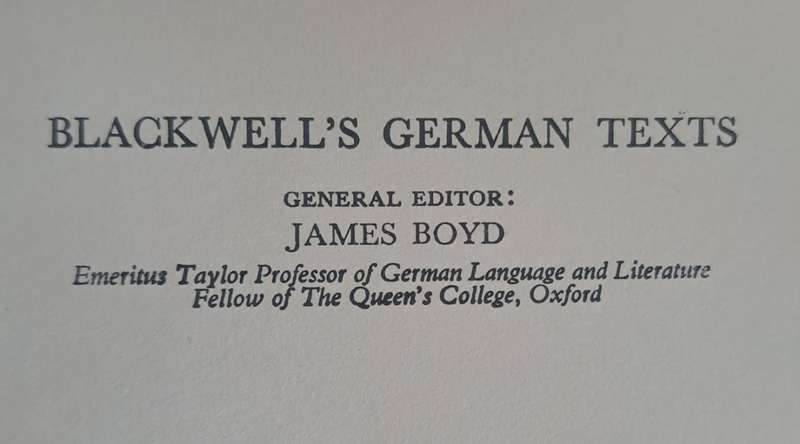 BLACKWELL'S GERMAN TEXTS
GENERAL EDITOR:
JAMES BOYD
Emeritus Taylor Professor of German Language and Literature
Fellow of The Queen's College, Oxford